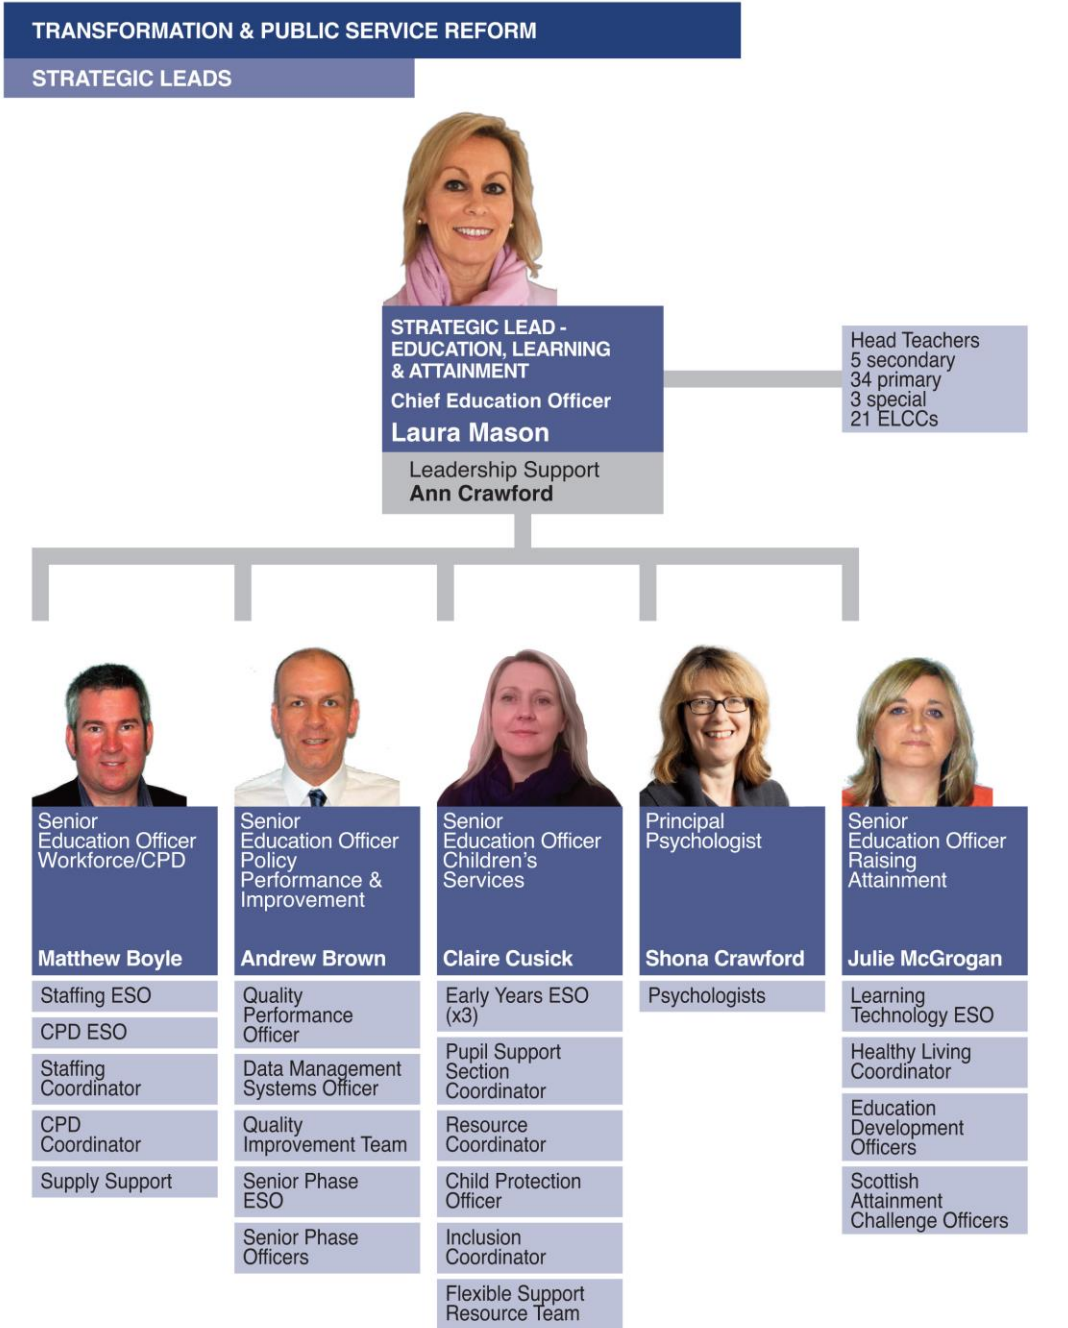 TRANSFORMATION & PUBLIC SERVICE REFORM
STRATEGIC LEADS
STRATEGIC LEAD -
EDUCATION, LEARNING
& ATTAINMENT
Chief Education Officer
Laura Mason
Leadership Support
Ann Crawford
Head Teachers
5 secondary
34 primary
3 special
21 ELCCs
Senior
Education Officer
Workforce/CPD
Matthew Boyle
Staffing ESO
CPD ESO
Staffing
Coordinator
CPD
Coordinator
Supply Support
Senior
Education Officer
Policy
Performance &
Improvement
Andrew Brown
Quality
Performance
Officer
Data Management
Systems Officer
Quality
Improvement Team
Senior Phase
ESO
Senior Phase
Officers
Senior
Education Officer
Children's
Services
Claire Cusick
Early Years ESO
(x3)
Pupil Support
Section
Coordinator
Resource
Coordinator
Child Protection
Officer
Inclusion
Coordinator
Flexible Support
Resource Team
Principal
Psychologist
Shona Crawford
Psychologists
Senior
Education Officer
Raising
Attainment
Julie McGrogan
Learning
Technology ESO
Healthy Living
Coordinator
Education
Development
Officers
Scottish
Attainment
Challenge Officers